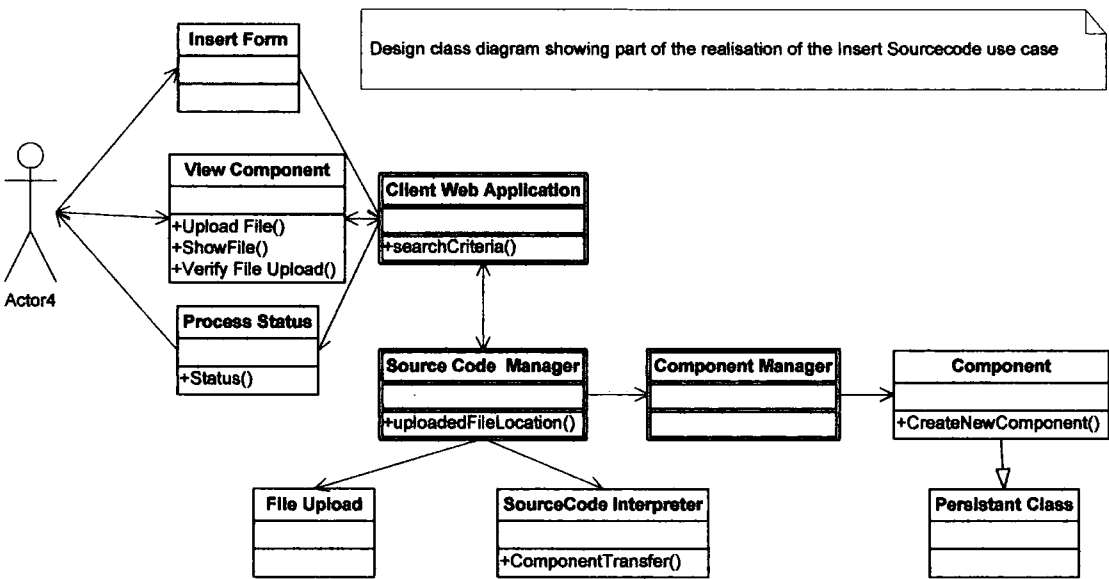 Insert Form
Design class diagram showing part of the realisation of the Insert Sourcecode use case
View Component
+Upload File()
+ShowFile()
+Verify File Upload()
Client Web Application
+searchCriteria()
Actor4
Process Status
+Status()
Source Code Manager
+uploadedFileLocation()
Component Manager
Component
+CreateNewComponent()
File Upload
SourceCode Interpreter
+ComponentTransfer()
Persistant Class